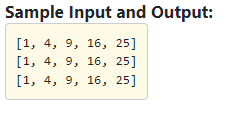 Sample Input and Output:
[1, 4, 9, 16, 25]
[1, 4, 9, 16, 25]
[1, 4, 9, 16, 25]